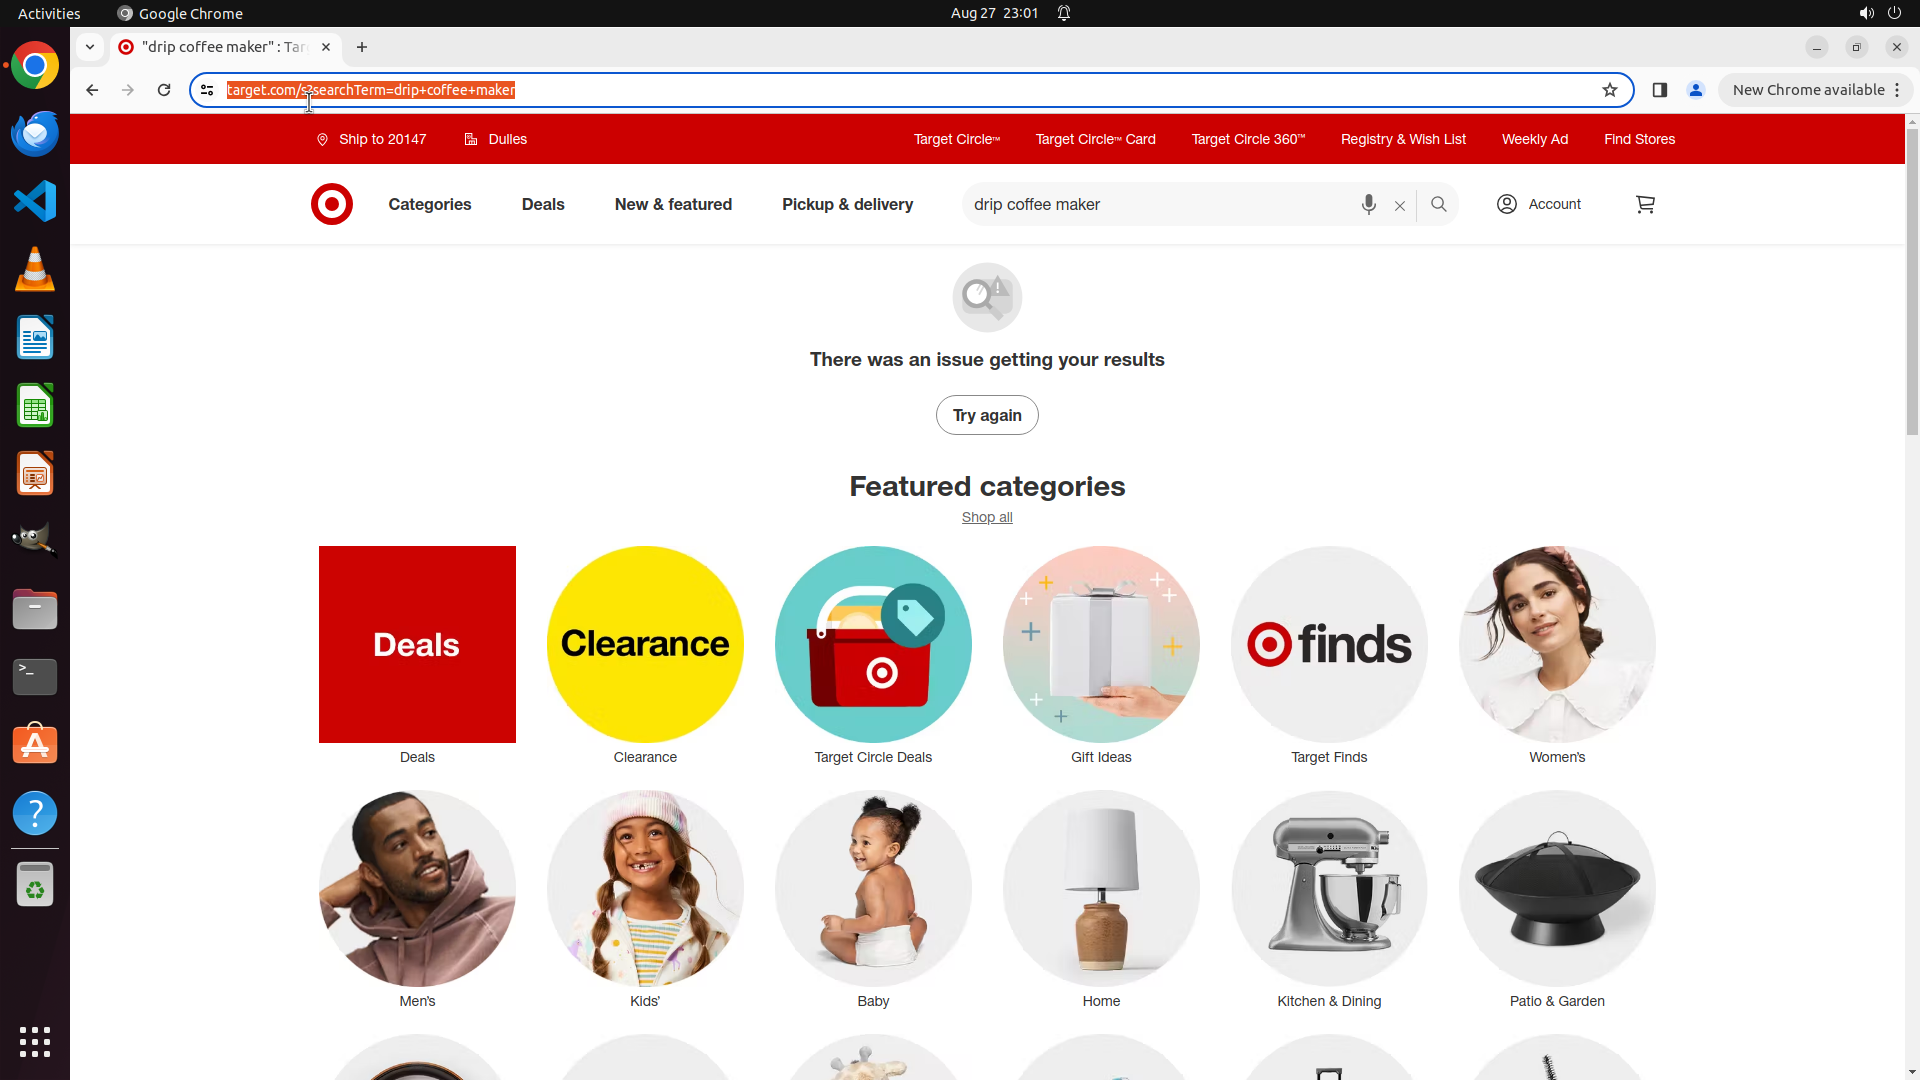 Activities
Google Chrome
Aug 27 23:01
"drip coffee maker" : Tar
target.com/s?searchTerm=drip+coffee+maker
New Chrome available
Ship to 20147
Dulles
Target Circle™
Target Circle™ Card
Target Circle 360™
Registry & Wish List
Weekly Ad
Find Stores
Categories
Deals
New & featured
Pickup & delivery
drip coffee maker
Account
There was an issue getting your results
Try again
Featured categories
Shop all
Deals
Clearance
finds
Deals
Clearance
Target Circle Deals
Gift Ideas
Target Finds
Women's
Men's
Kids'
Baby
Home
Kitchen & Dining
Patio & Garden